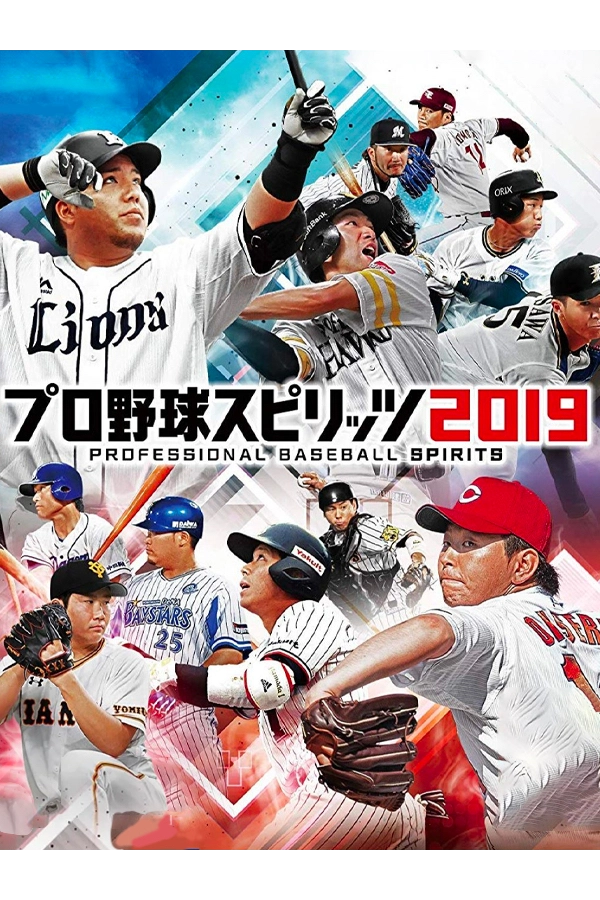 Lions
ORIX
プロ野球スピリッツ2019
PROFESSIONAL BASEBALL SPIRITS
Yakult
BAYSTARS
25